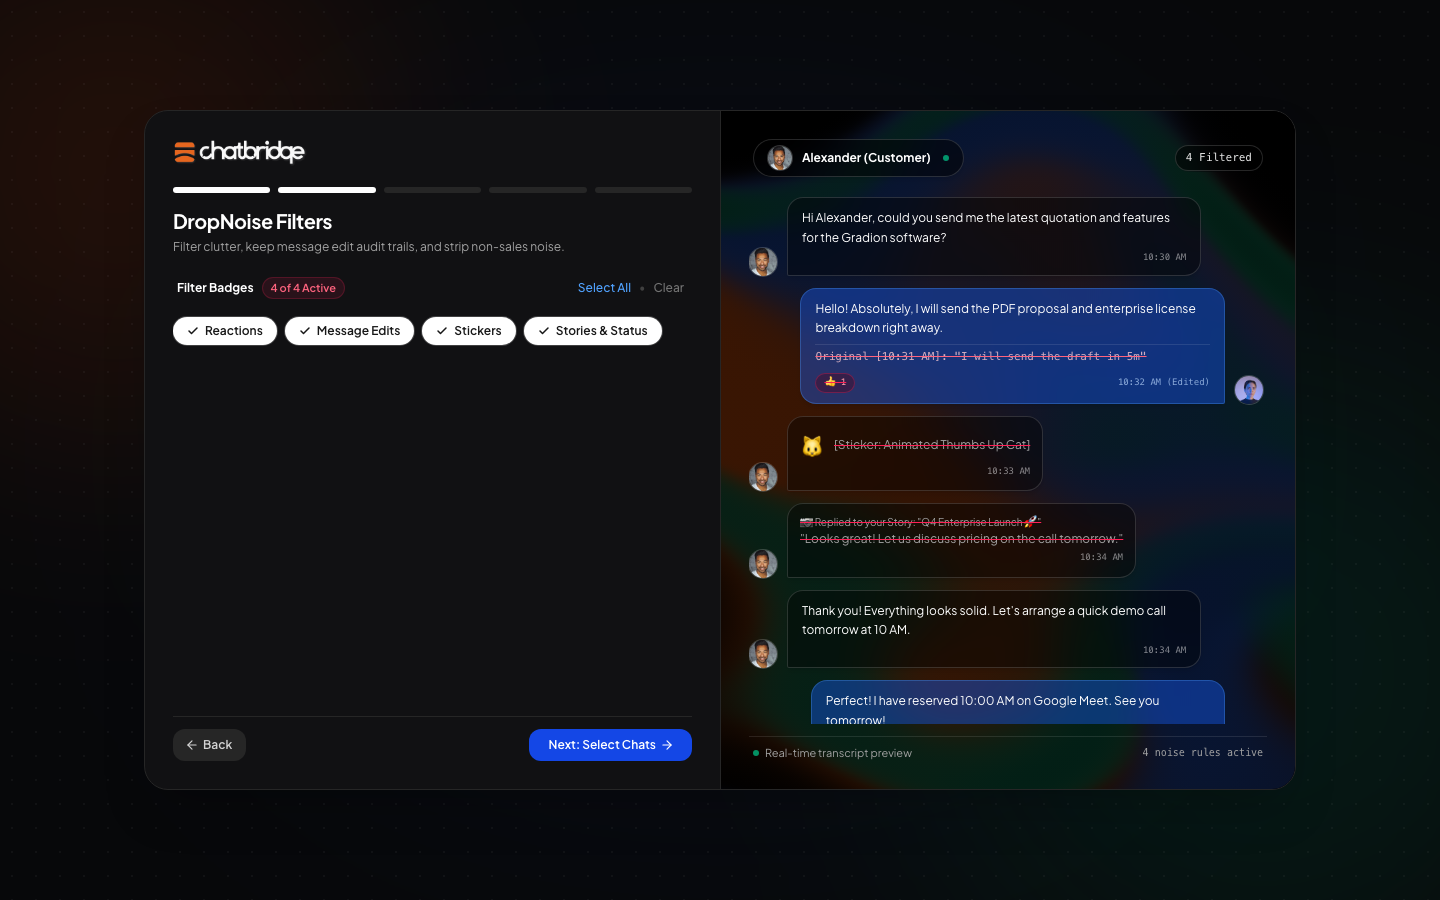 chatbridge
DropNoise Filters
Filter clutter, keep message edit audit trails, and strip non-sales noise.
Filter Badges
4 of 4 Active
Select All • Clear
Reactions
Message Edits
Stickers
Stories & Status
Back
Next: Select Chats
Alexander (Customer)
4 Filtered
Hi Alexander, could you send me the latest quotation and features
for the Gradion software?
10:30 AM
Hello! Absolutely, I will send the PDF proposal and enterprise license
breakdown right away.
Original [10:31 AM]: "I will send the draft in 5m"
👍 1
10:32 AM (Edited)
[Sticker: Animated Thumbs Up Cat]
10:33 AM
Replied to your Story: "Q4 Enterprise Launch 🚀"
"Looks great! Let us discuss pricing on the call tomorrow."
10:34 AM
Thank you! Everything looks solid. Let's arrange a quick demo call
tomorrow at 10 AM.
10:34 AM
Perfect! I have reserved 10:00 AM on Google Meet. See you
tomorrow!
Real-time transcript preview
4 noise rules active